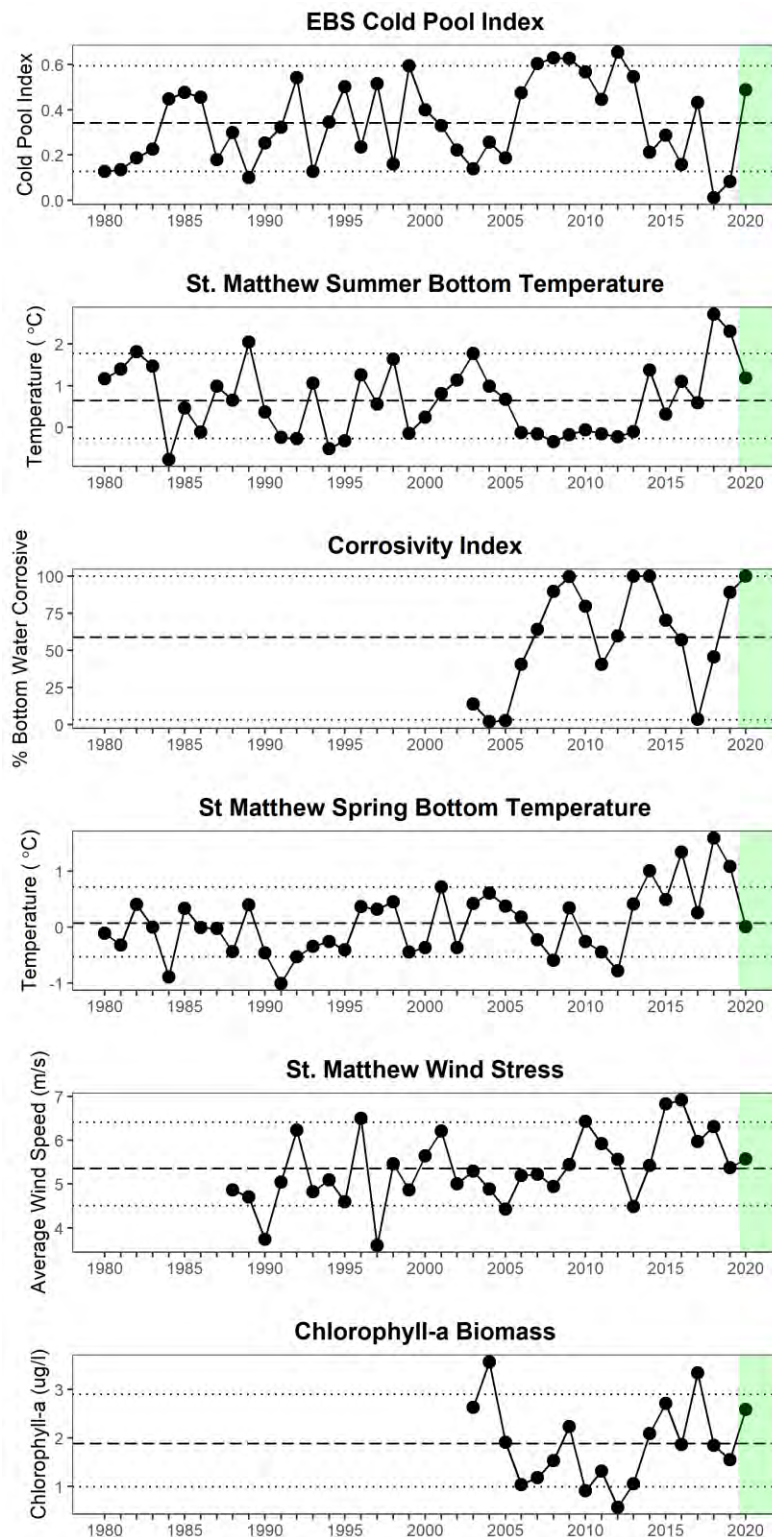 EBS Cold Pool Index
Cold Pool Index
0.6
0.4
0.2
0.0
1980 1985 1990 1995 2000 2005 2010 2015 2020
St. Matthew Summer Bottom Temperature
Temperature ( °C)
2
1
0
1980 1985 1990 1995 2000 2005 2010 2015 2020
Corrosivity Index
% Bottom Water Corrosive
100
75
50
25
0
1980 1985 1990 1995 2000 2005 2010 2015 2020
St Matthew Spring Bottom Temperature
Temperature ( °C)
1
0
-1
1980 1985 1990 1995 2000 2005 2010 2015 2020
St. Matthew Wind Stress
Average Wind Speed (m/s)
7
6
5
4
1980 1985 1990 1995 2000 2005 2010 2015 2020
Chlorophyll-a Biomass
Chlorophyll-a (ug/l)
3
2
1
1980 1985 1990 1995 2000 2005 2010 2015 2020